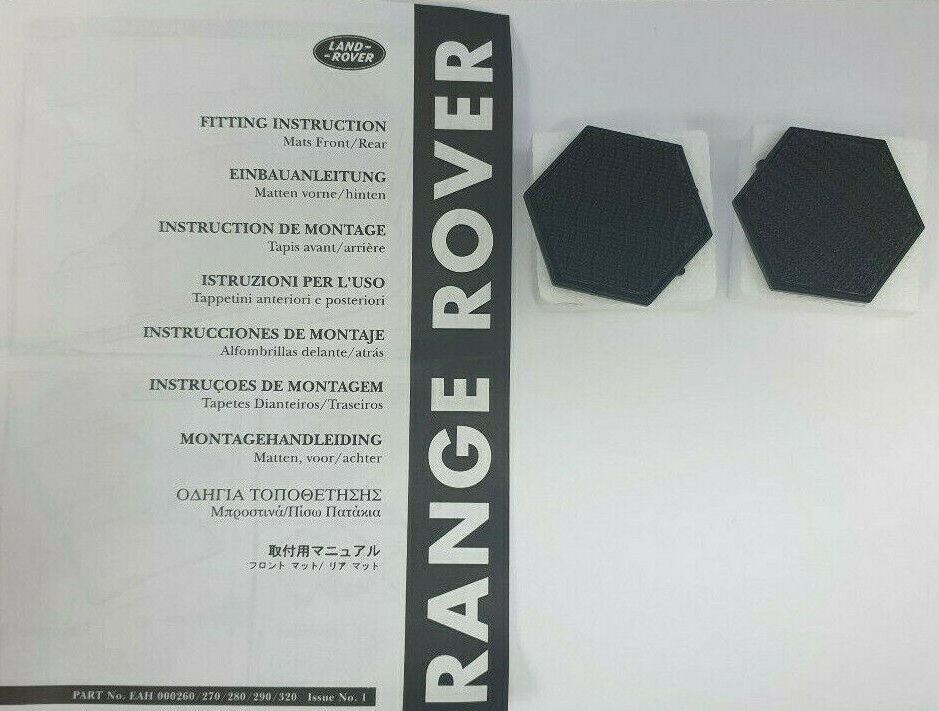 LAND-
-ROVER
FITTING INSTRUCTION
Mats Front/Rear
EINBAUANLEITUNG
Matten vorne/hinten
INSTRUCTION DE MONTAGE
Tapis avant/arrière
ISTRUZIONI PER L'USO
Tappetini anteriori e posteriori
INSTRUCCIONES DE MONTAJE
Alfombrillas delante/atrás
INSTRUÇOES DE MONTAGEM
Tapetes Dianteiros/Traseiros
MONTAGEHANDLEIDING
Matten, voor/achter
ΟΔΗΓΙΑ ΤΟΠΟΘΕΤΗΣΗΣ
Μπροστινά/Πίσω Πατάκια
取付用マニュアル
フロント マット/ リア マット
PART No. EAH 000260/270/280/290/320 Issue No. 1
RANGE ROVER